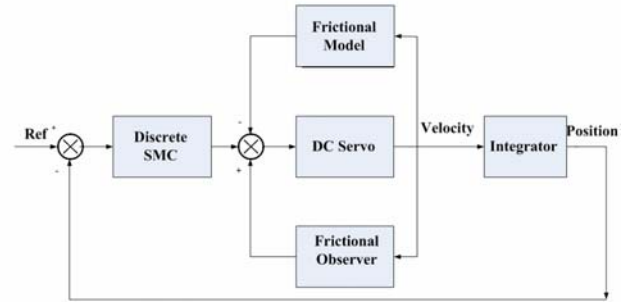 Frictional
Model
Ref
+
-
Discrete
SMC
-
+
DC Servo
Velocity
Integrator
Position
Frictional
Observer